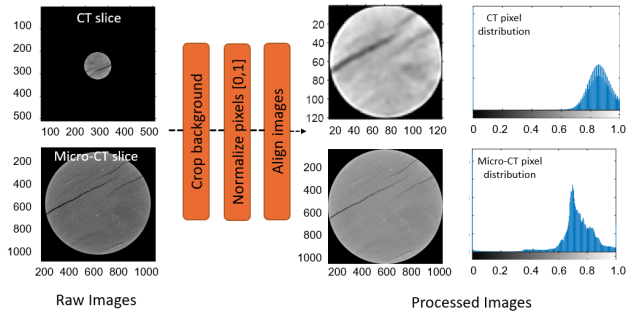 CT slice
100
200
300
400
500
100 200 300 400 500
Micro-CT slice
200
400
600
800
1000
200 400 600 800 1000
Raw Images
Crop background
Normalize pixels [0,1]
Align images
0
20
40
60
80
100
120
20 40 60 80 100 120
200
400
600
800
1000
200 400 600 800 1000
CT pixel
distribution
0 0.2 0.4 0.6 0.8 1.0
Micro-CT pixel
distribution
0 0.2 0.4 0.6 0.8 1.0
Processed Images